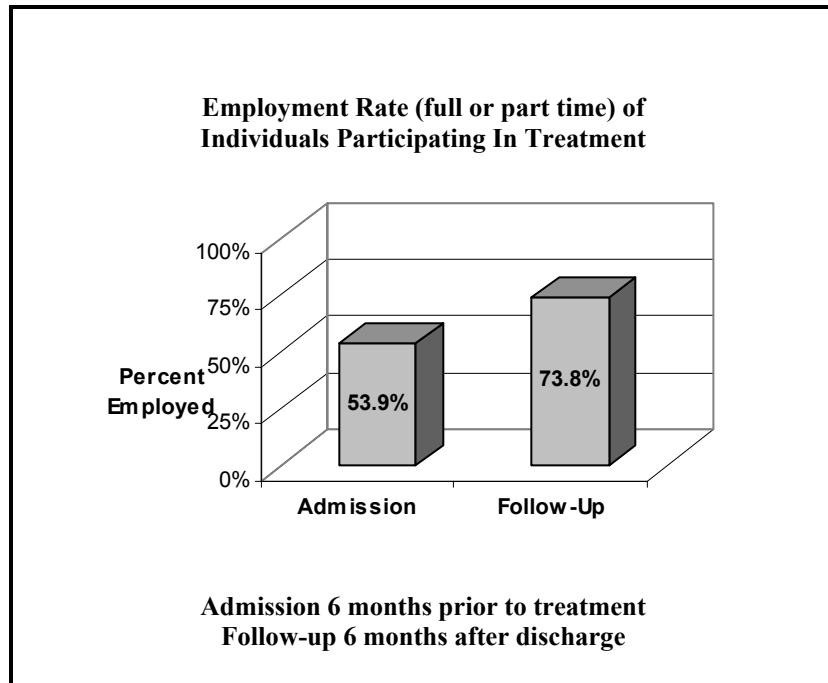 Employment Rate (full or part time) of
Individuals Participating In Treatment
100%
75%
50%
25%
0%
Percent
Employed
53.9%
73.8%
Admission
Follow-Up
Admission 6 months prior to treatment
Follow-up 6 months after discharge